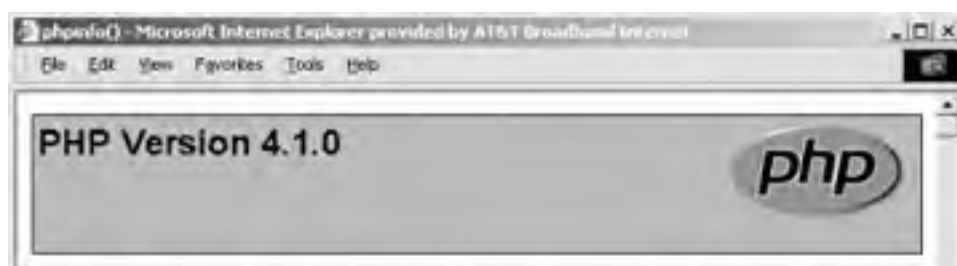 phpinfo() - Microsoft Internet Explorer provided by AT&T Broadband Internet
File Edit View Favorites Tools Help
PHP Version 4.1.0
php